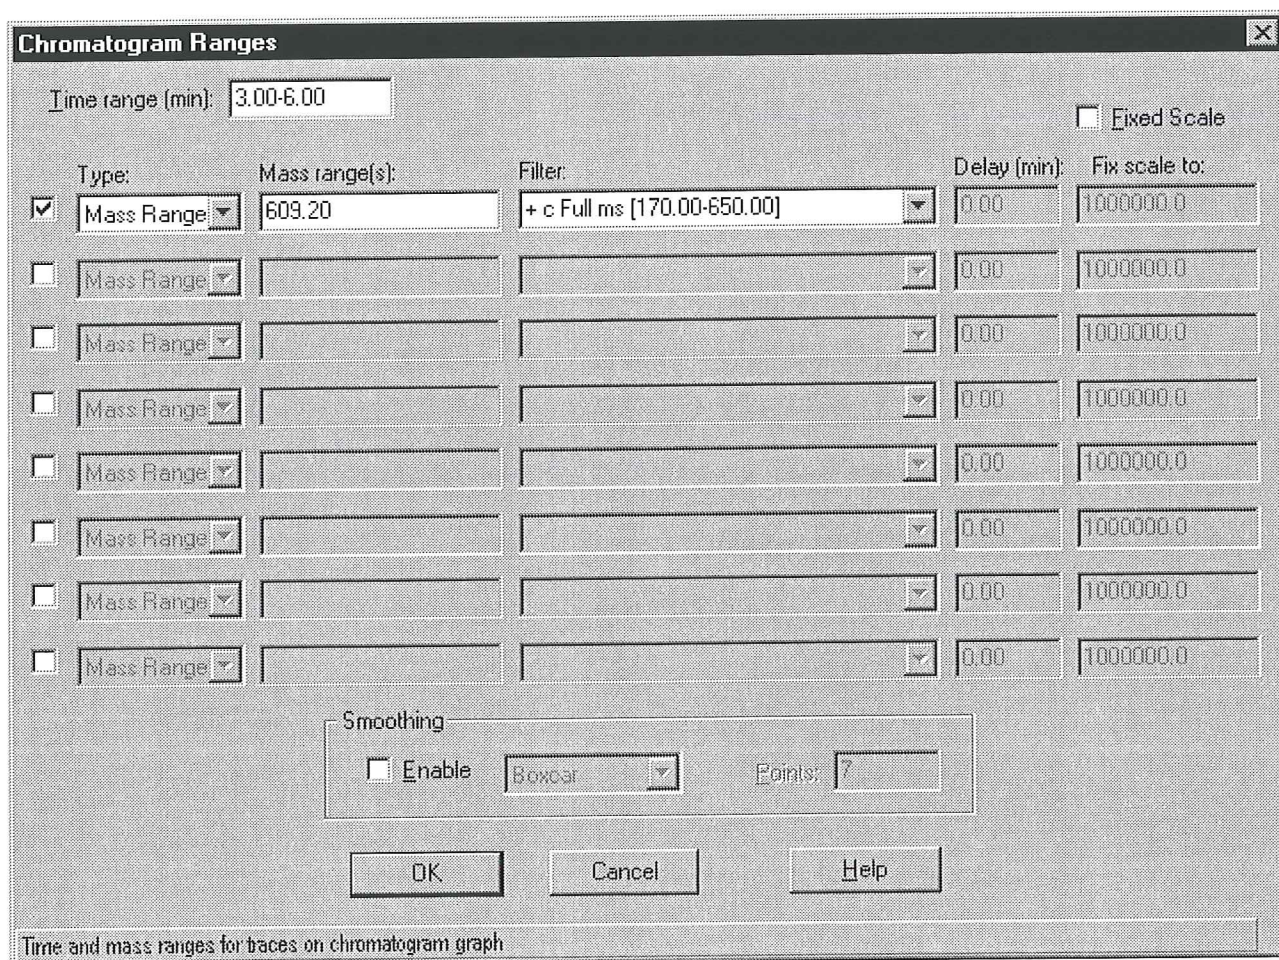 Chromatogram Ranges
Time range (min): 3.00-6.00
Fixed Scale
Type: Mass range(s): Filter: Delay (min): Fix scale to:
Mass Range 609.20 + c Full ms [170.00-650.00] 0.00 1000000.0
Mass Range 0.00 1000000.0
Mass Range 0.00 1000000.0
Mass Range 0.00 1000000.0
Mass Range 0.00 1000000.0
Mass Range 0.00 1000000.0
Mass Range 0.00 1000000.0
Mass Range 0.00 1000000.0
Smoothing
Enable Boxcar Points: 7
OK Cancel Help
Time and mass ranges for traces on chromatogram graph